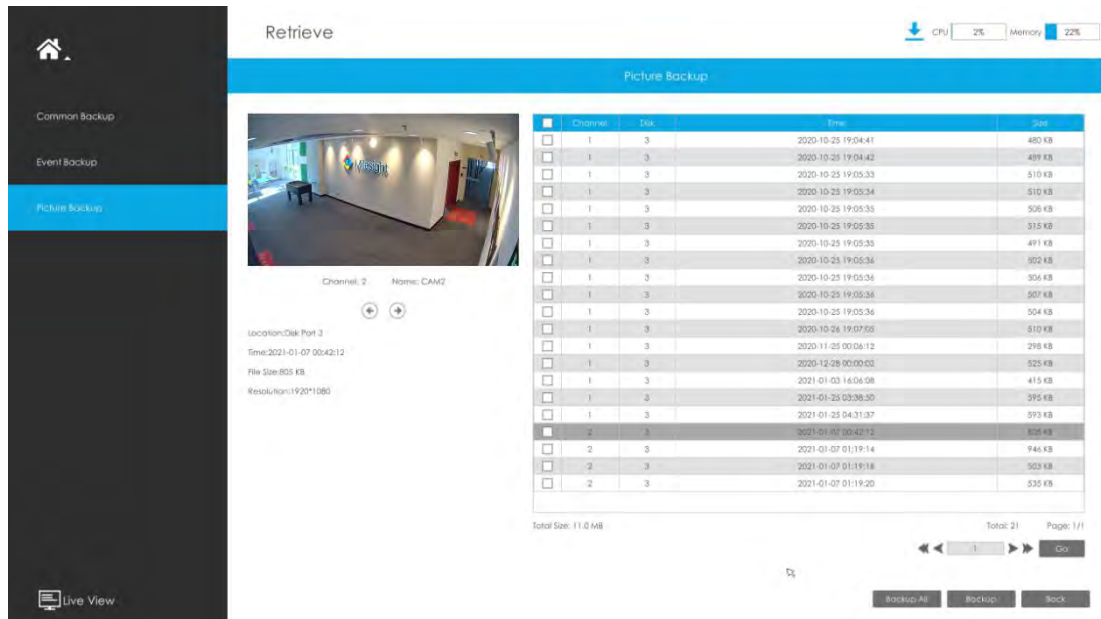 Retrieve
CPU 2% Memory 22%
Picture Backup
Common Backup
Event Backup
Picture Backup
Live View
Milesight
Channel: 2 Name: CAM2
Location:Disk Port 3
Time:2021-01-07 00:42:12
File Size:805 KB
Resolution:1920*1080
Channel Disk Time Size
1 3 2020-10-25 19:04:41 480 KB
1 3 2020-10-25 19:04:42 489 KB
1 3 2020-10-25 19:05:33 510 KB
1 3 2020-10-25 19:05:34 510 KB
1 3 2020-10-25 19:05:35 508 KB
1 3 2020-10-25 19:05:35 515 KB
1 3 2020-10-25 19:05:35 491 KB
1 3 2020-10-25 19:05:36 502 KB
1 3 2020-10-25 19:05:36 506 KB
1 3 2020-10-25 19:05:36 507 KB
1 3 2020-10-25 19:05:36 504 KB
1 3 2020-10-26 19:07:05 510 KB
1 3 2020-11-25 00:06:12 298 KB
1 3 2020-12-28 00:00:02 525 KB
1 3 2021-01-03 16:06:08 415 KB
1 3 2021-01-25 03:38:50 595 KB
1 3 2021-01-25 04:31:37 593 KB
2 3 2021-01-07 00:42:12 805 KB
2 3 2021-01-07 01:19:14 946 KB
2 3 2021-01-07 01:19:18 503 KB
2 3 2021-01-07 01:19:20 535 KB
Total Size: 11.0 MB Total: 21 Page: 1/1
1 Go
Backup All Backup Back